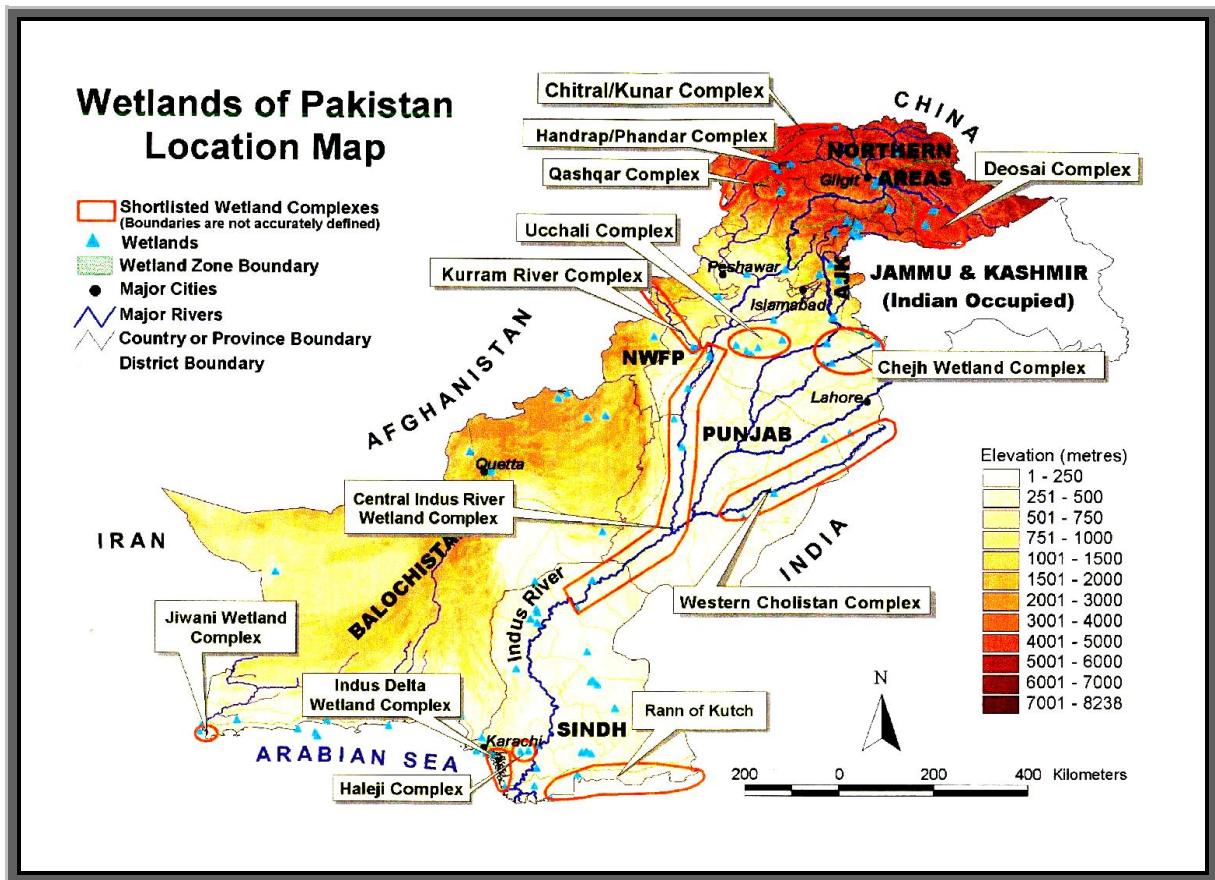 Wetlands of Pakistan
Location Map
Shortlisted Wetland Complexes
(Boundaries are not accurately defined)
Wetlands
Wetland Zone Boundary
Major Cities
Major Rivers
Country or Province Boundary
District Boundary
Chitral/Kunar Complex
Handrap/Phandar Complex
Qashqar Complex
Ucchali Complex
Kurram River Complex
CHINA
NORTHERN
AREAS
Gilgit
Deosai Complex
Peshawar
Islamabad
AJK
JAMMU & KASHMIR
(Indian Occupied)
AFGHANISTAN
NWFP
Chejh Wetland Complex
Lahore
PUNJAB
Quetta
Central Indus River
Wetland Complex
IRAN
BALOCHISTA
INDIA
Western Cholistan Complex
Indus River
Jiwani Wetland
Complex
Indus Delta
Wetland Complex
Rann of Kutch
SINDH
Karachi
ARABIAN SEA
Haleji Complex
Elevation (metres)
1 - 250
251 - 500
501 - 750
751 - 1000
1001 - 1500
1501 - 2000
2001 - 3000
3001 - 4000
4001 - 5000
5001 - 6000
6001 - 7000
7001 - 8238
N
200 0 200 400 Kilometers